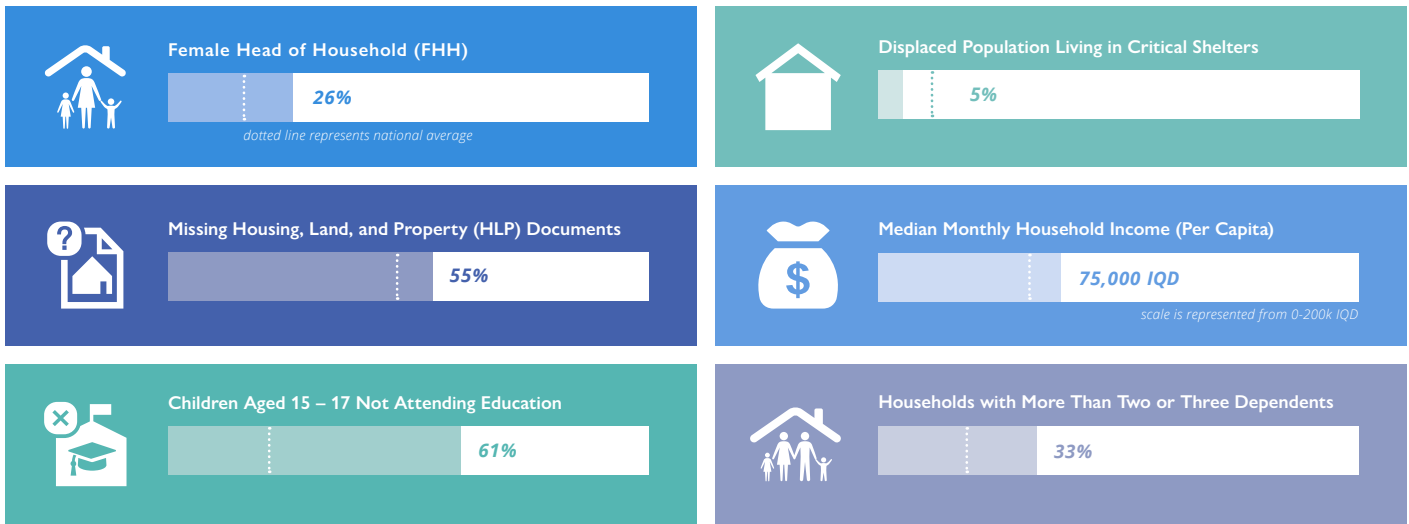 Female Head of Household (FHH)
26%
dotted line represents national average
Displaced Population Living in Critical Shelters
5%
?
Missing Housing, Land, and Property (HLP) Documents
55%
$
Median Monthly Household Income (Per Capita)
75,000 IQD
scale is represented from 0-200k IQD
Children Aged 15 – 17 Not Attending Education
61%
Households with More Than Two or Three Dependents
33%